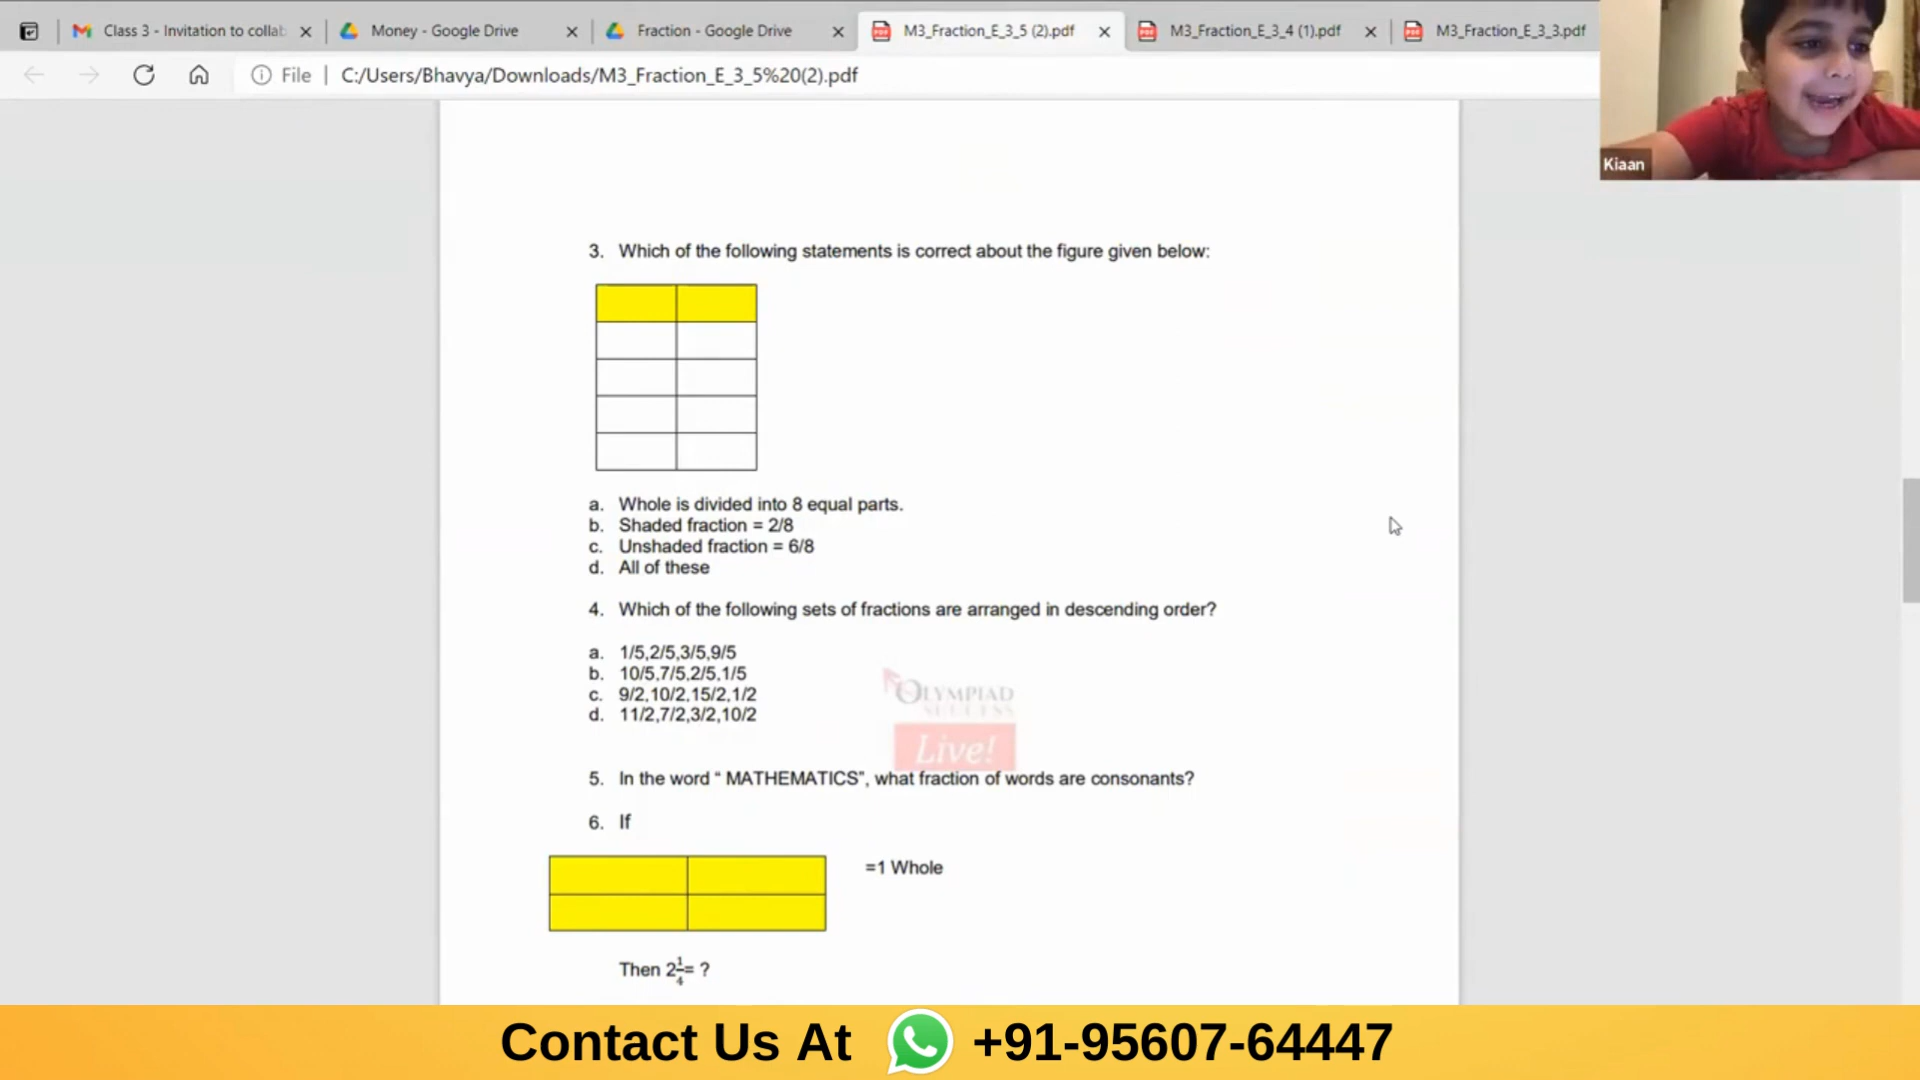 Class 3 - Invitation to collab
Money - Google Drive
Fraction - Google Drive
M3_Fraction_E_3_5 (2).pdf
M3_Fraction_E_3_4 (1).pdf
M3_Fraction_E_3_3.pdf
File
C:/Users/Bhavya/Downloads/M3_Fraction_E_3_5%20(2).pdf
Kiaan
3. Which of the following statements is correct about the figure given below:
a. Whole is divided into 8 equal parts.
b. Shaded fraction = 2/8
c. Unshaded fraction = 6/8
d. All of these
4. Which of the following sets of fractions are arranged in descending order?
a. 1/5,2/5,3/5,9/5
b. 10/5,7/5,2/5,1/5
c. 9/2,10/2,15/2,1/2
d. 11/2,7/2,3/2,10/2
OLYMPIAD
SUCCESS
Live!
5. In the word “ MATHEMATICS”, what fraction of words are consonants?
6. If
=1 Whole
Then 2 1/4 = ?
Contact Us At +91-95607-64447